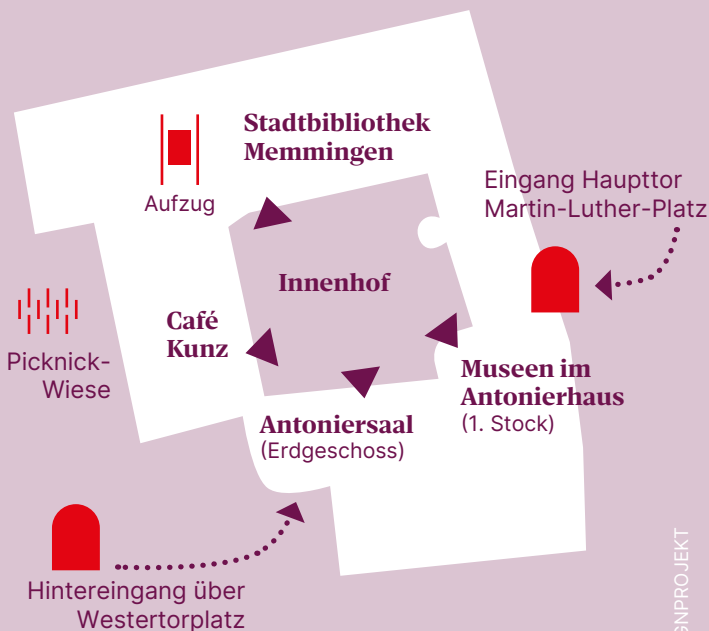 Stadtbibliothek
Memmingen
Aufzug
Eingang Haupttor
Martin-Luther-Platz
Innenhof
Café
Kunz
Picknick-
Wiese
Museen im
Antonierhaus
(1. Stock)
Antoniersaal
(Erdgeschoss)
Hintereingang über
Westertorplatz